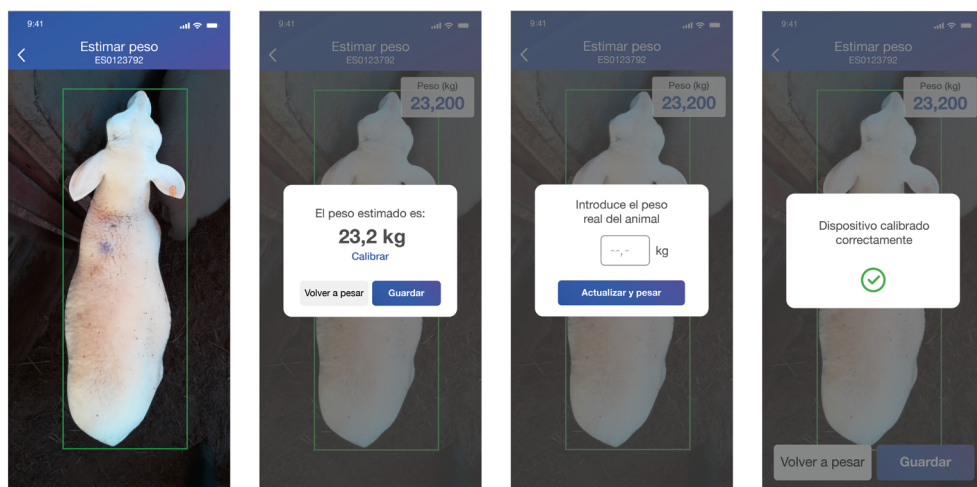 9:41
Estimar peso
ES0123792
9:41
Estimar peso
ES0123792
Peso (kg)
23,200
El peso estimado es:
23,2 kg
Calibrar
Volver a pesar
Guardar
9:41
Estimar peso
ES0123792
Peso (kg)
23,200
Introduce el peso
real del animal
--,- kg
Actualizar y pesar
9:41
Estimar peso
ES0123792
Peso (kg)
23,200
Dispositivo calibrado
correctamente
Volver a pesar
Guardar